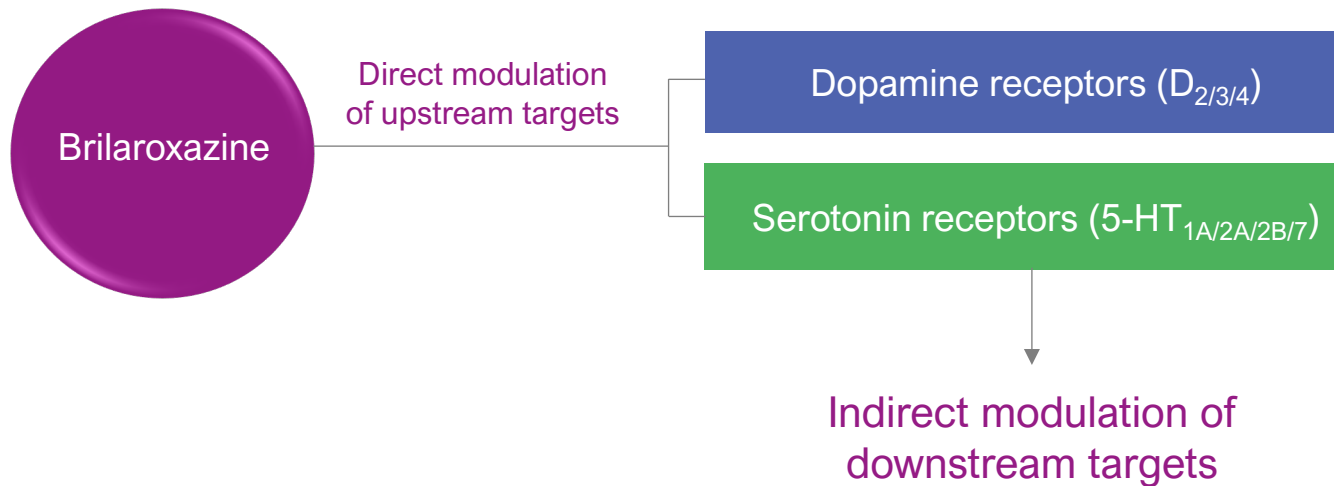 Brilaroxazine
Direct modulation
of upstream targets
Dopamine receptors (D2/3/4)
Serotonin receptors (5-HT1A/2A/2B/7)
Indirect modulation of
downstream targets